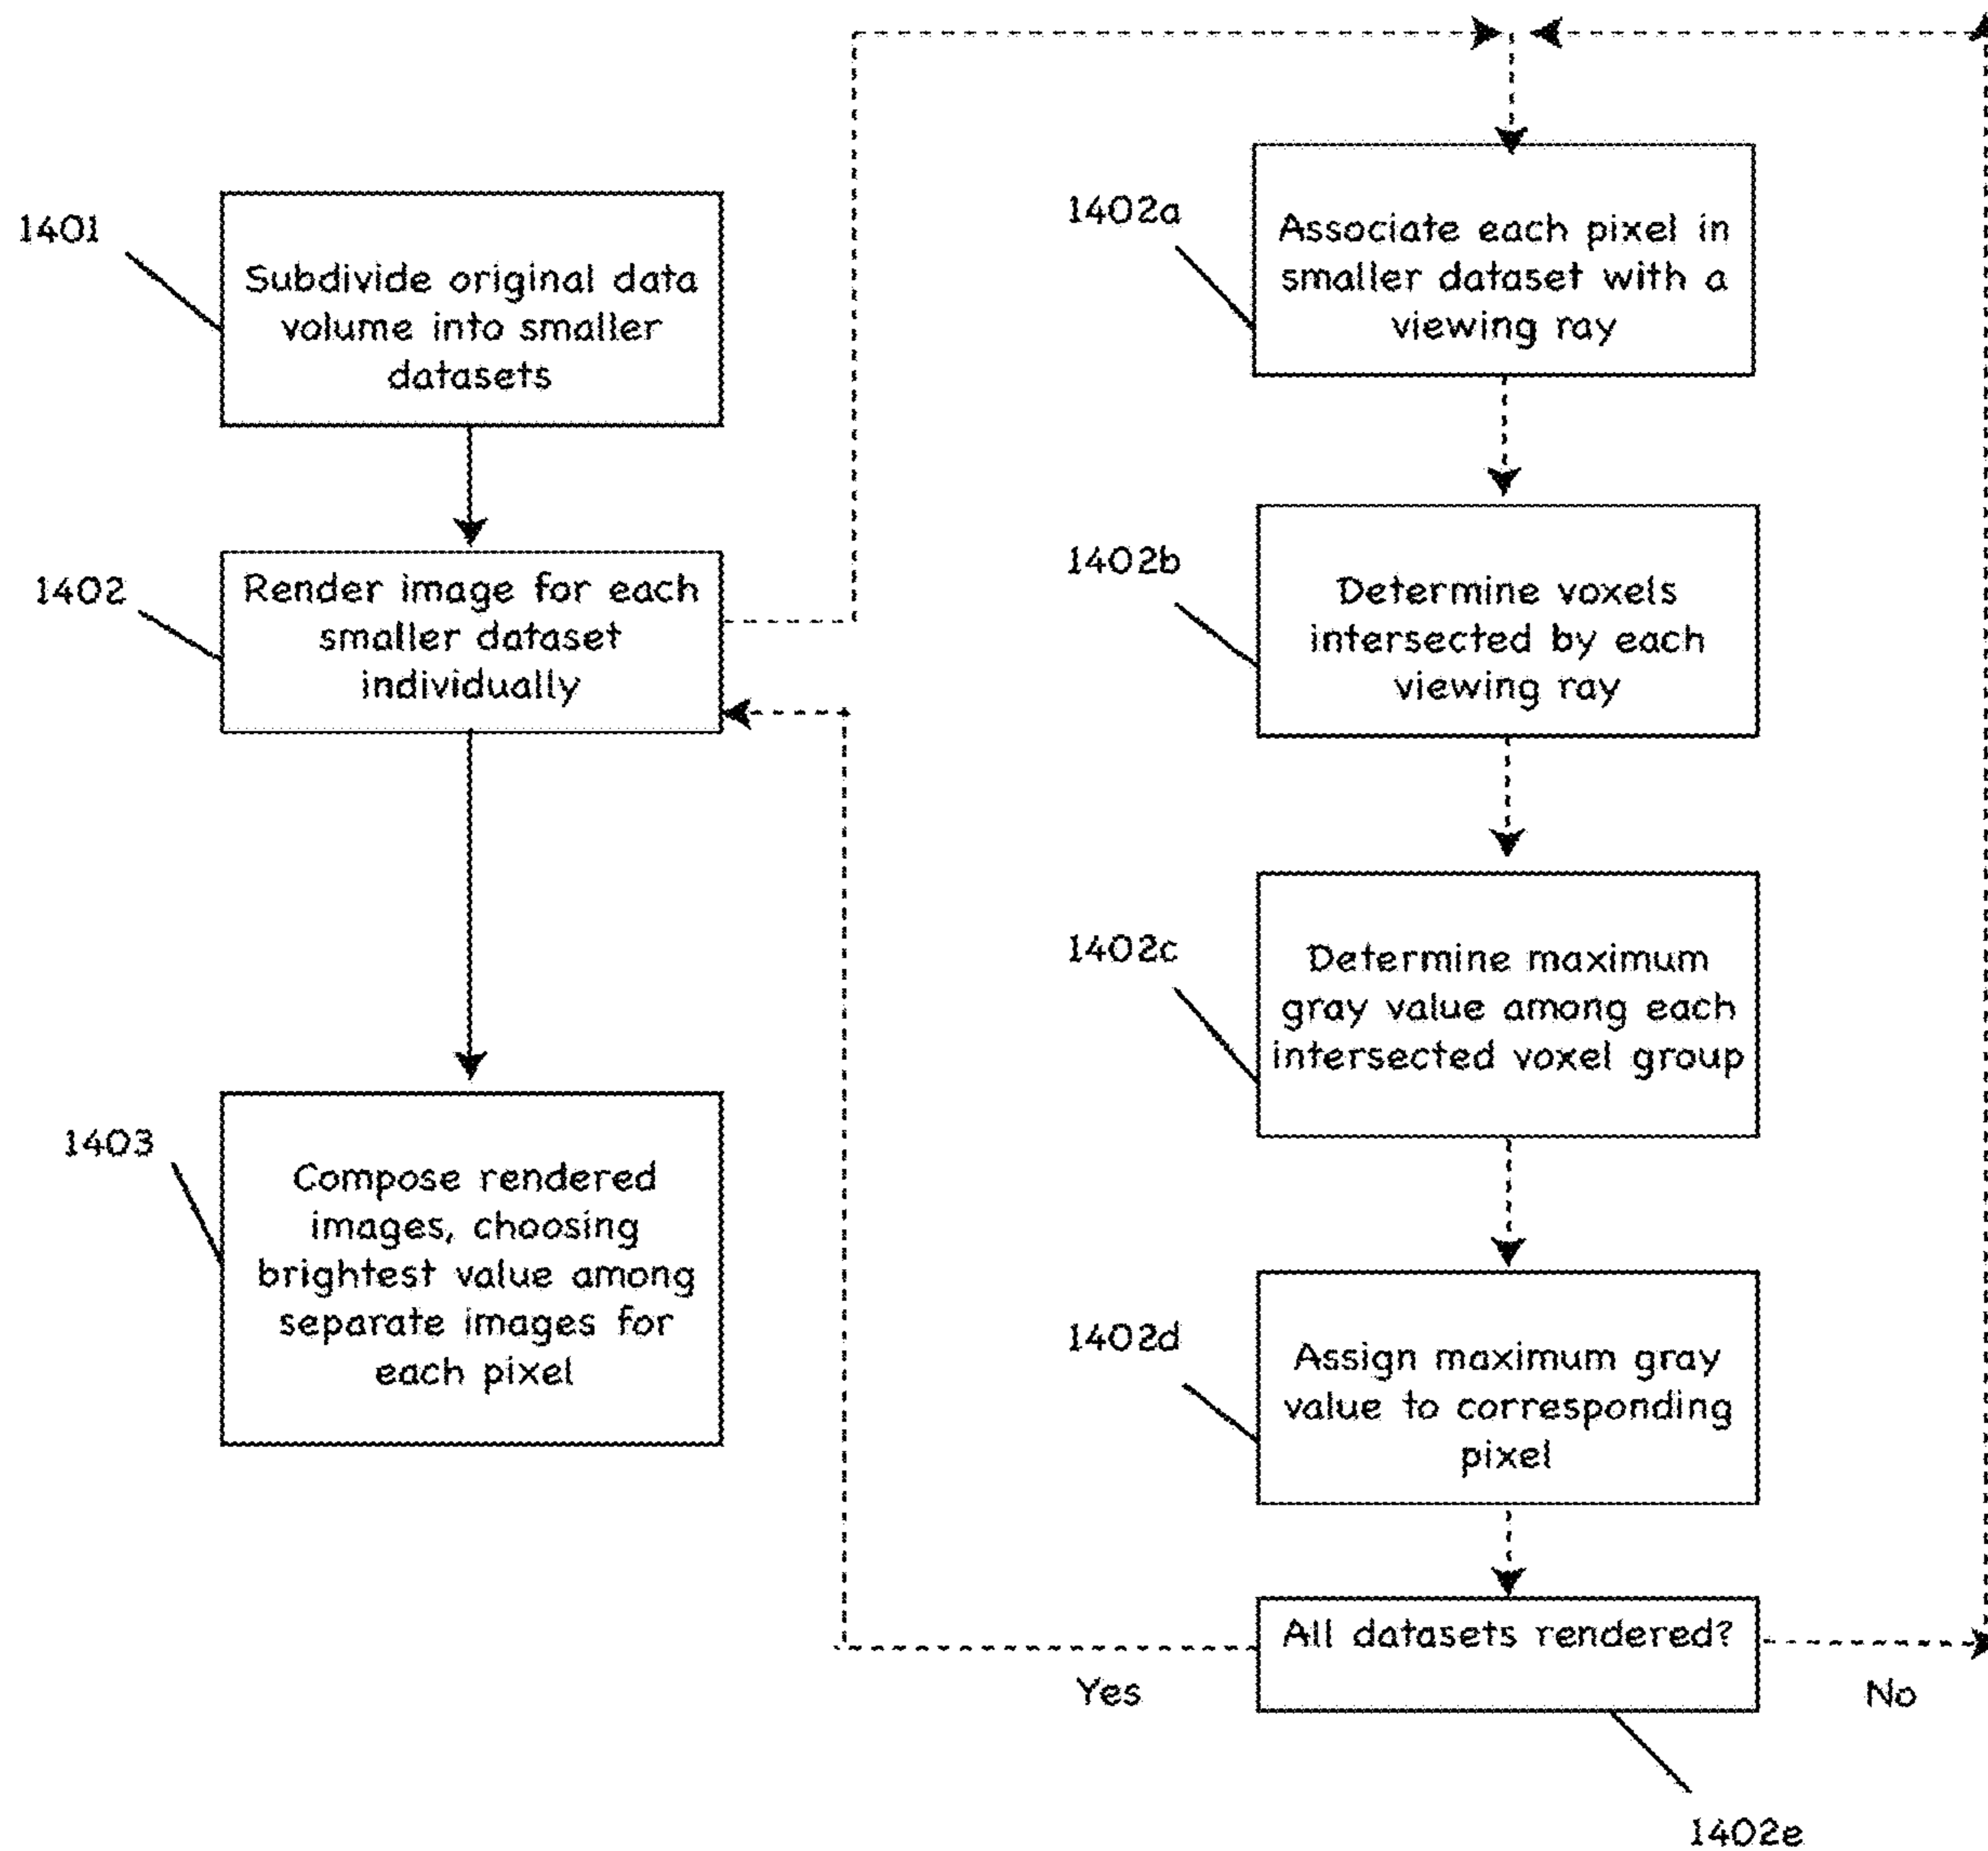 1401
Subdivide original data
volume into smaller
datasets
1402
Render image for each
smaller dataset
individually
1403
Compose rendered
images, choosing
brightest value among
separate images for
each pixel
1402a
Associate each pixel in
smaller dataset with a
viewing ray
1402b
Determine voxels
intersected by each
viewing ray
1402c
Determine maximum
gray value among each
intersected voxel group
1402d
Assign maximum gray
value to corresponding
pixel
All datasets rendered?
Yes
No
1402e